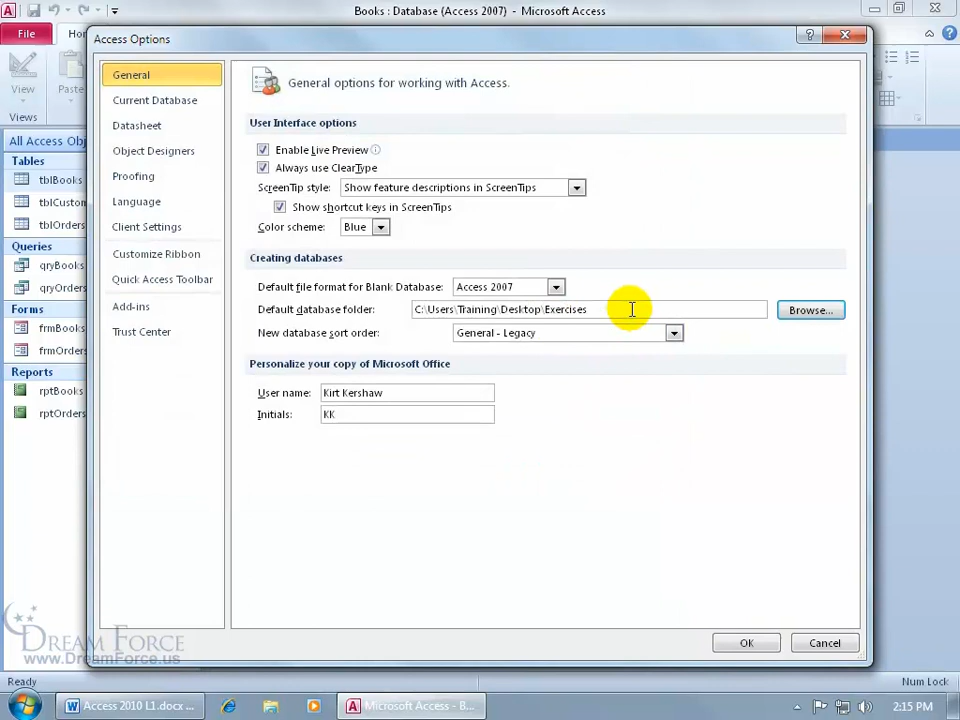 Books : Database (Access 2007) - Microsoft Access
File
Ho
View
Paste
Views
Access Options
General
Current Database
Datasheet
Object Designers
Proofing
Language
Client Settings
Customize Ribbon
Quick Access Toolbar
Add-ins
Trust Center
General options for working with Access.
User Interface options
Enable Live Preview
Always use ClearType
ScreenTip style: Show feature descriptions in ScreenTips
Show shortcut keys in ScreenTips
Color scheme: Blue
Creating databases
Default file format for Blank Database: Access 2007
Default database folder: C:\Users\Training\Desktop\Exercises Browse...
New database sort order: General - Legacy
Personalize your copy of Microsoft Office
User name: Kirt Kershaw
Initials: KK
OK Cancel
All Access Obj
Tables
tblBooks
tblCustom
tblOrders
Queries
qryBooks
qryOrders
Forms
frmBooks
frmOrders
Reports
rptBooks
rptOrders
Dream Force
www.DreamForce.us
Ready
Num Lock
Access 2010 L1.docx ...
Microsoft Access - B...
2:15 PM